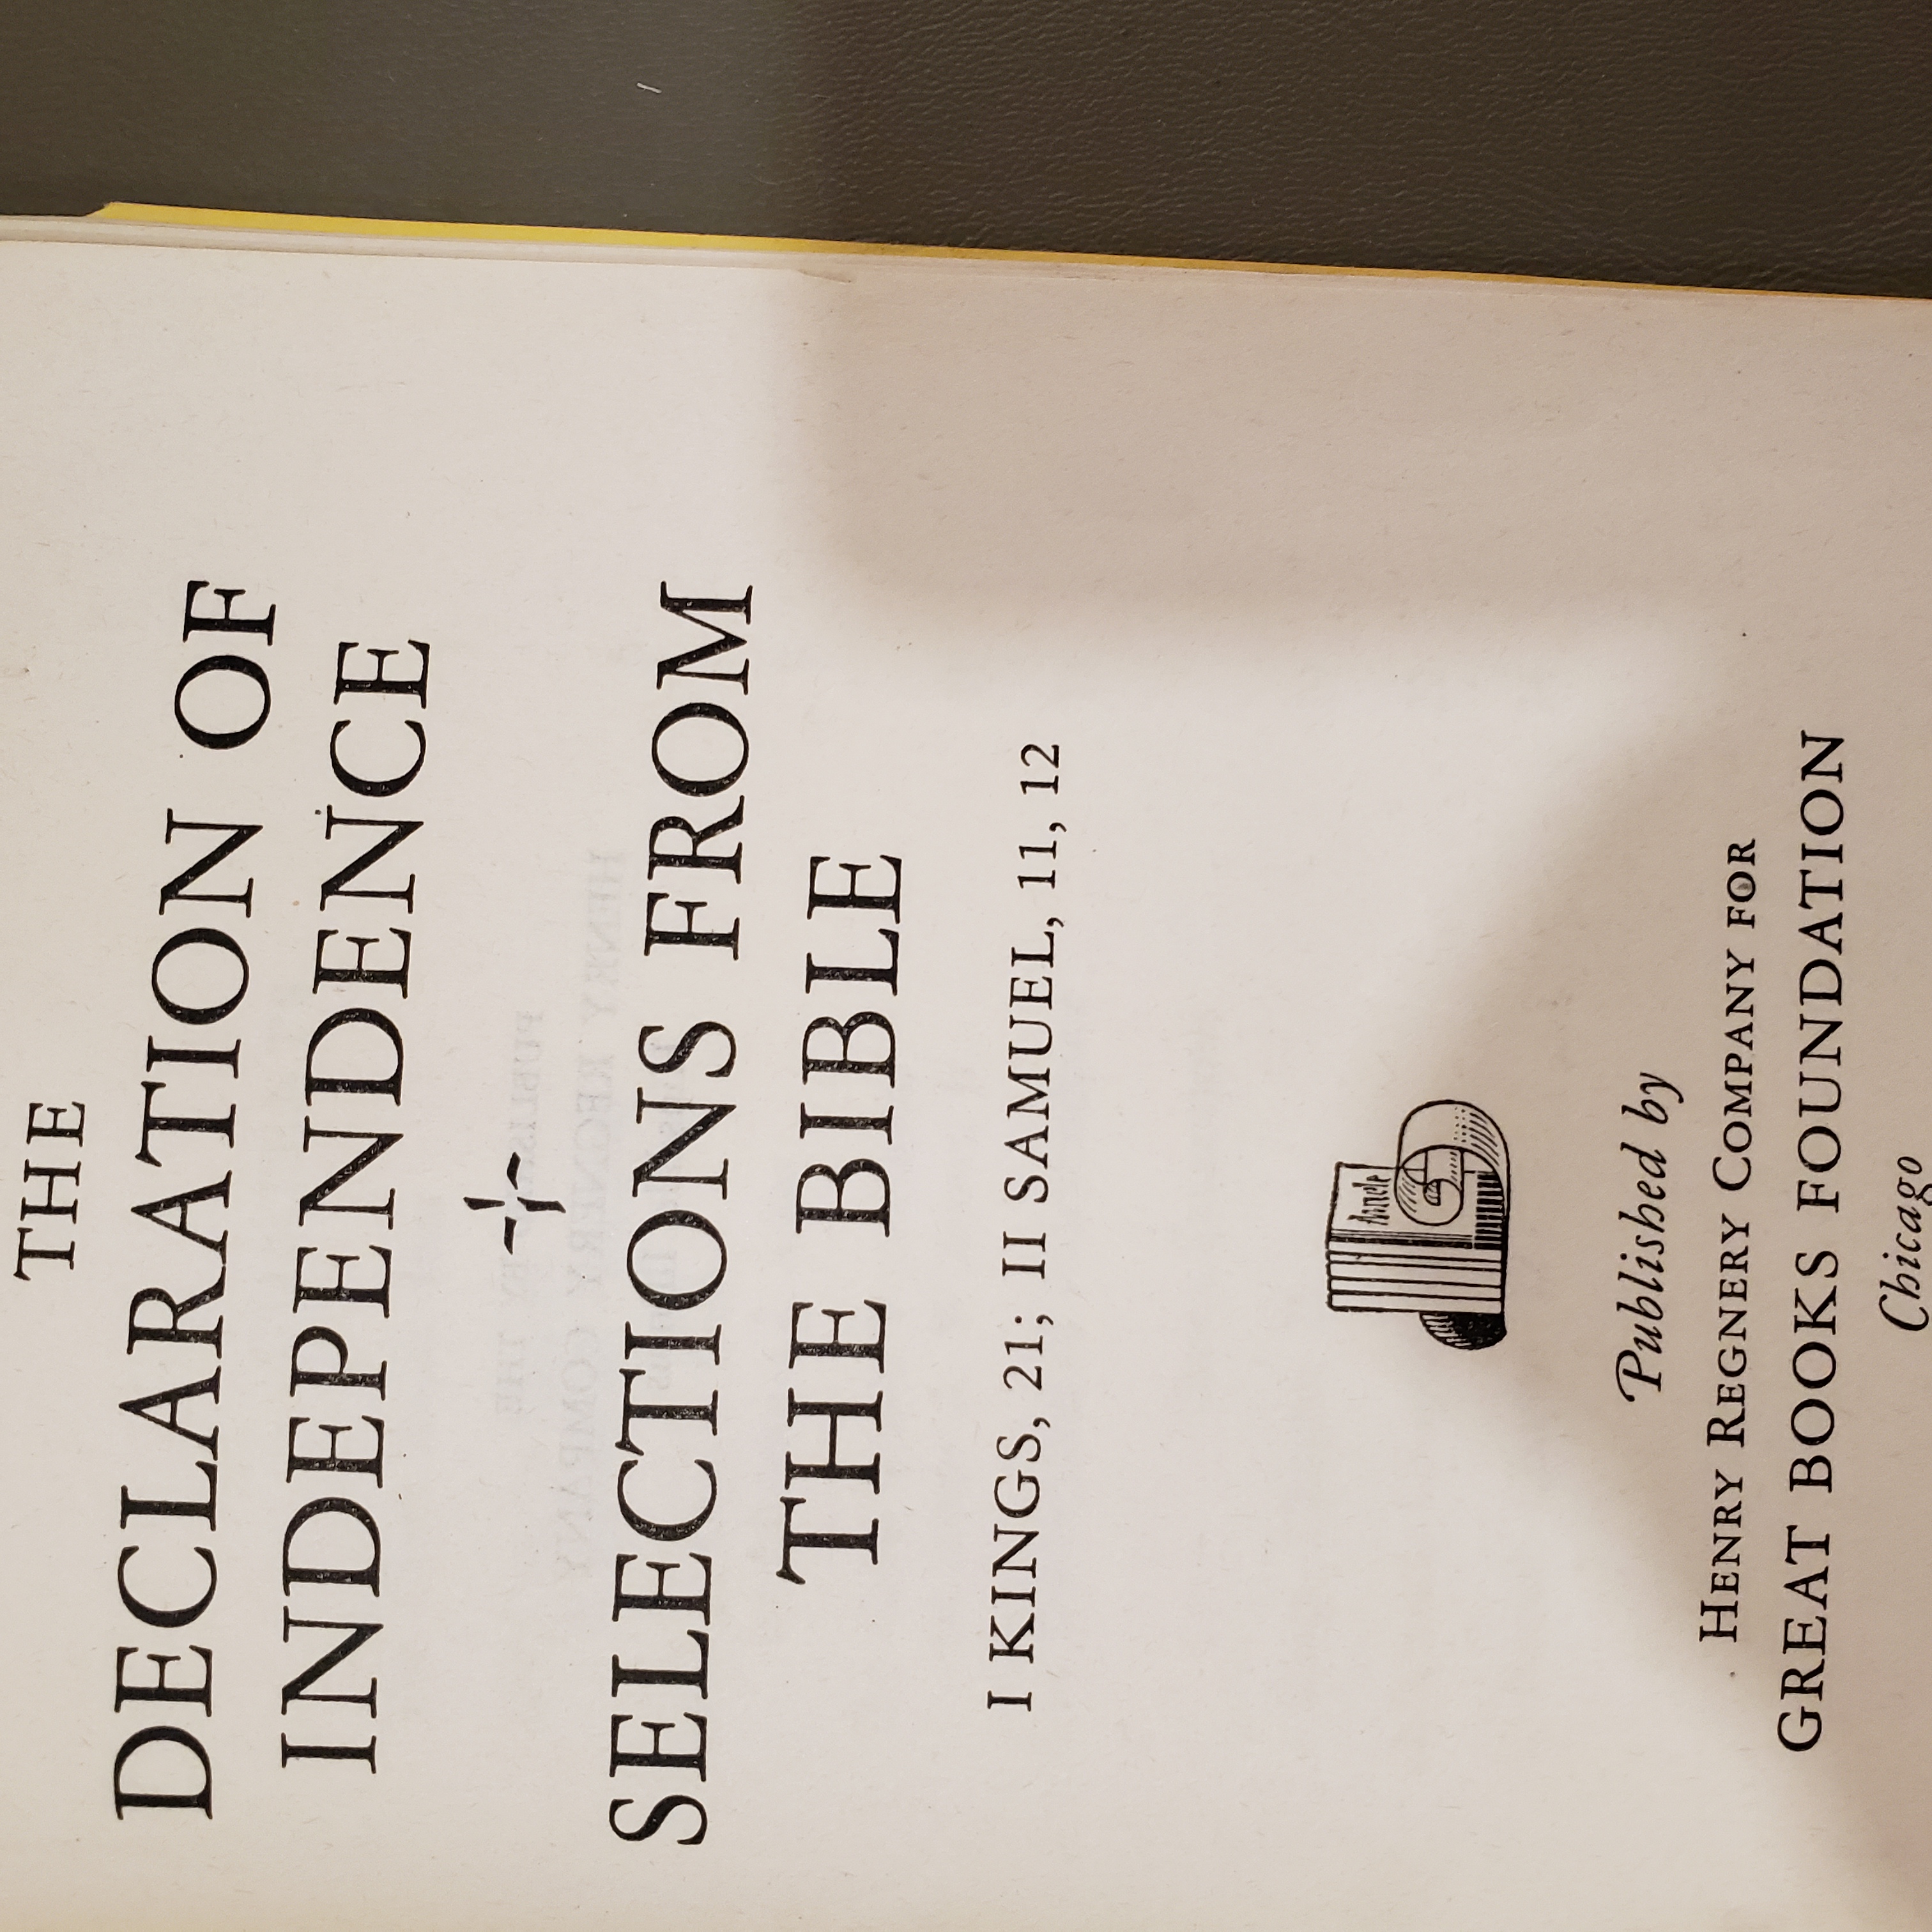 THE
DECLARATION OF
INDEPENDENCE
SELECTIONS FROM
THE BIBLE
I KINGS, 21; II SAMUEL, 11, 12
Published by
HENRY REGNERY COMPANY FOR
GREAT BOOKS FOUNDATION
Chicago